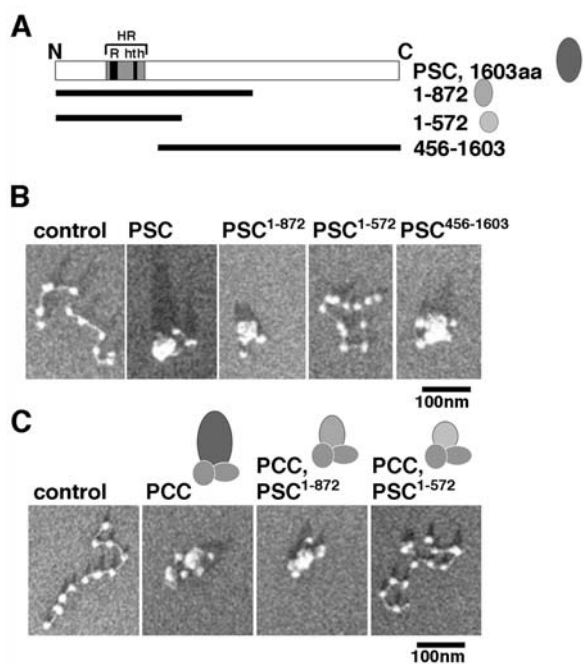 A
HR
N R hth C
PSC, 1603aa
1-872
1-572
456-1603
B
control PSC PSC1-872 PSC1-572 PSC456-1603
100nm
C
control PCC PCC, PSC1-872 PCC, PSC1-572
100nm